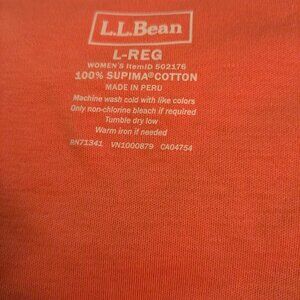 L.L.Bean
L-REG
WOMEN'S ItemID 502176
100% SUPIMA®COTTON
MADE IN PERU
Machine wash cold with like colors
Only non-chlorine bleach if required
Tumble dry low
Warm iron if needed
RN71341 VN1000879 CA04754